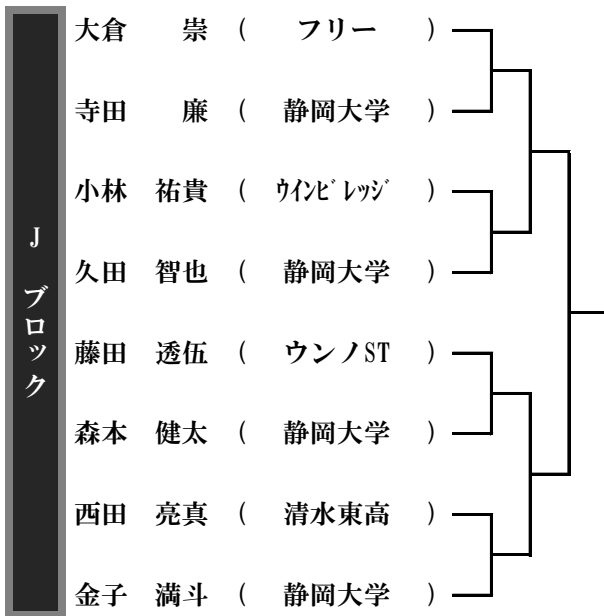 J ブロック
大倉 崇 ( フリー )
寺田 廉 ( 静岡大学 )
小林 祐貴 ( ウインビレッジ )
久田 智也 ( 静岡大学 )
藤田 透伍 ( ウンノST )
森本 健太 ( 静岡大学 )
西田 亮真 ( 清水東高 )
金子 満斗 ( 静岡大学 )